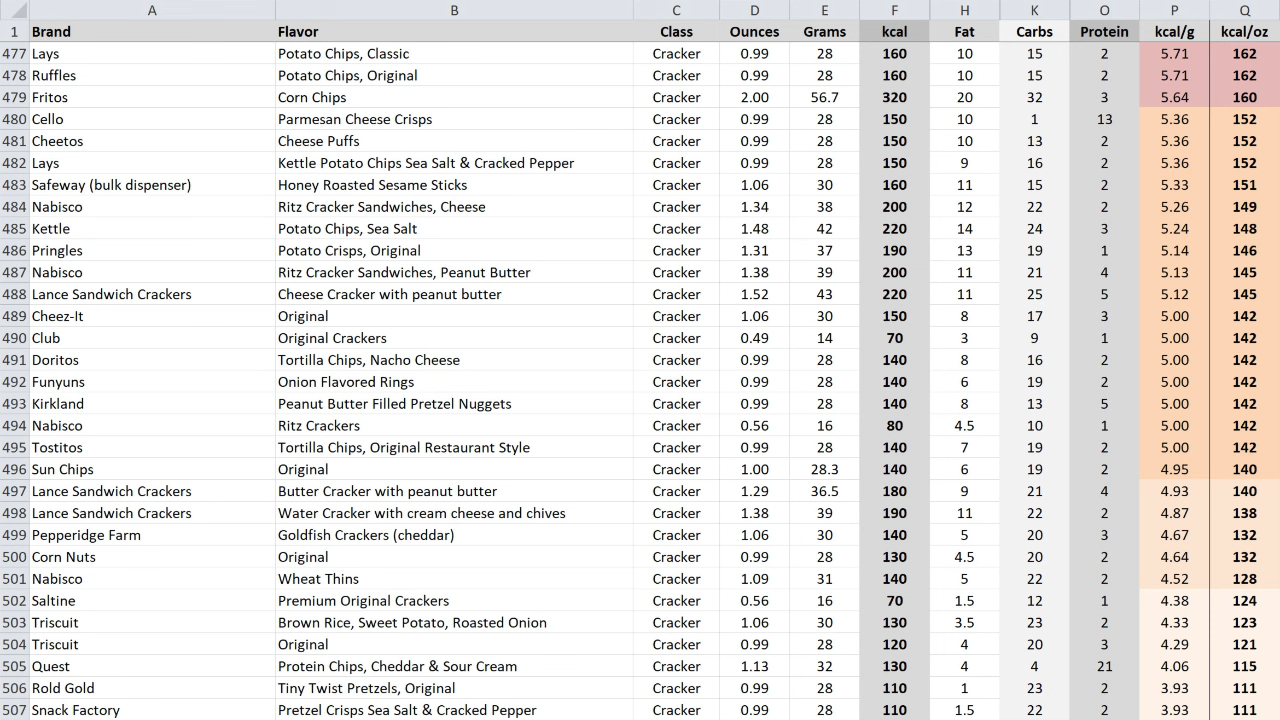 A B C D E F H K O P Q
1 Brand Flavor Class Ounces Grams kcal Fat Carbs Protein kcal/g kcal/oz
477 Lays Potato Chips, Classic Cracker 0.99 28 160 10 15 2 5.71 162
478 Ruffles Potato Chips, Original Cracker 0.99 28 160 10 15 2 5.71 162
479 Fritos Corn Chips Cracker 2.00 56.7 320 20 32 3 5.64 160
480 Cello Parmesan Cheese Crisps Cracker 0.99 28 150 10 1 13 5.36 152
481 Cheetos Cheese Puffs Cracker 0.99 28 150 10 13 2 5.36 152
482 Lays Kettle Potato Chips Sea Salt & Cracked Pepper Cracker 0.99 28 150 9 16 2 5.36 152
483 Safeway (bulk dispenser) Honey Roasted Sesame Sticks Cracker 1.06 30 160 11 15 2 5.33 151
484 Nabisco Ritz Cracker Sandwiches, Cheese Cracker 1.34 38 200 12 22 2 5.26 149
485 Kettle Potato Chips, Sea Salt Cracker 1.48 42 220 14 24 3 5.24 148
486 Pringles Potato Crisps, Original Cracker 1.31 37 190 13 19 1 5.14 146
487 Nabisco Ritz Cracker Sandwiches, Peanut Butter Cracker 1.38 39 200 11 21 4 5.13 145
488 Lance Sandwich Crackers Cheese Cracker with peanut butter Cracker 1.52 43 220 11 25 5 5.12 145
489 Cheez-It Original Cracker 1.06 30 150 8 17 3 5.00 142
490 Club Original Crackers Cracker 0.49 14 70 3 9 1 5.00 142
491 Doritos Tortilla Chips, Nacho Cheese Cracker 0.99 28 140 8 16 2 5.00 142
492 Funyuns Onion Flavored Rings Cracker 0.99 28 140 6 19 2 5.00 142
493 Kirkland Peanut Butter Filled Pretzel Nuggets Cracker 0.99 28 140 8 13 5 5.00 142
494 Nabisco Ritz Crackers Cracker 0.56 16 80 4.5 10 1 5.00 142
495 Tostitos Tortilla Chips, Original Restaurant Style Cracker 0.99 28 140 7 19 2 5.00 142
496 Sun Chips Original Cracker 1.00 28.3 140 6 19 2 4.95 140
497 Lance Sandwich Crackers Butter Cracker with peanut butter Cracker 1.29 36.5 180 9 21 4 4.93 140
498 Lance Sandwich Crackers Water Cracker with cream cheese and chives Cracker 1.38 39 190 11 22 2 4.87 138
499 Pepperidge Farm Goldfish Crackers (cheddar) Cracker 1.06 30 140 5 20 3 4.67 132
500 Corn Nuts Original Cracker 0.99 28 130 4.5 20 2 4.64 132
501 Nabisco Wheat Thins Cracker 1.09 31 140 5 22 2 4.52 128
502 Saltine Premium Original Crackers Cracker 0.56 16 70 1.5 12 1 4.38 124
503 Triscuit Brown Rice, Sweet Potato, Roasted Onion Cracker 1.06 30 130 3.5 23 2 4.33 123
504 Triscuit Original Cracker 0.99 28 120 4 20 3 4.29 121
505 Quest Protein Chips, Cheddar & Sour Cream Cracker 1.13 32 130 4 4 21 4.06 115
506 Rold Gold Tiny Twist Pretzels, Original Cracker 0.99 28 110 1 23 2 3.93 111
507 Snack Factory Pretzel Crisps Sea Salt & Cracked Pepper Cracker 0.99 28 110 1.5 22 2 3.93 111